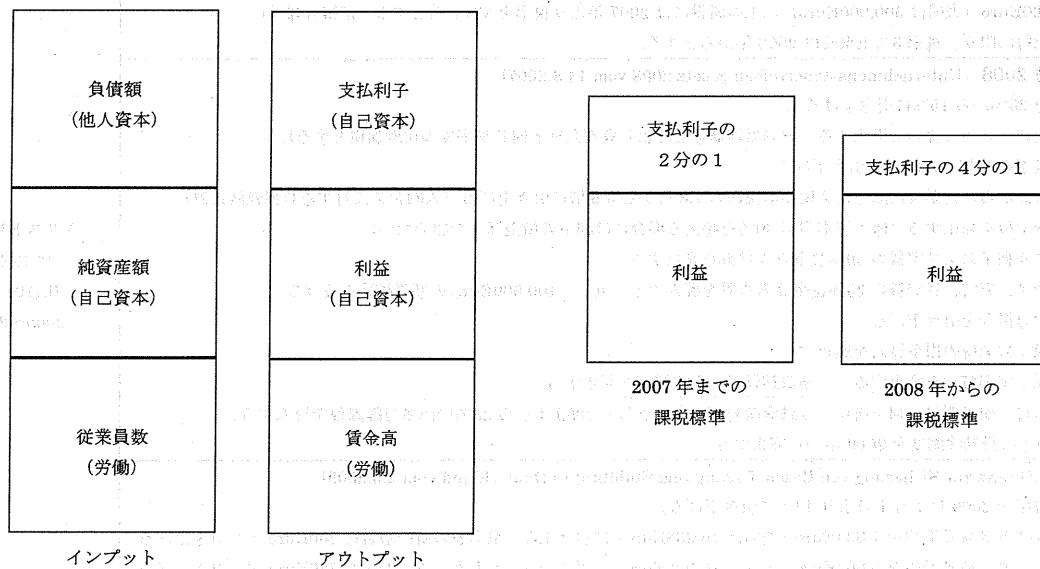 負債額
(他人資本)
純資産額
(自己資本)
従業員数
(労働)
インプット
支払利子
(自己資本)
利益
(自己資本)
賃金高
(労働)
アウトプット
支払利子の
2分の1
利益
2007年までの
課税標準
支払利子の4分の1
利益
2008年からの
課税標準